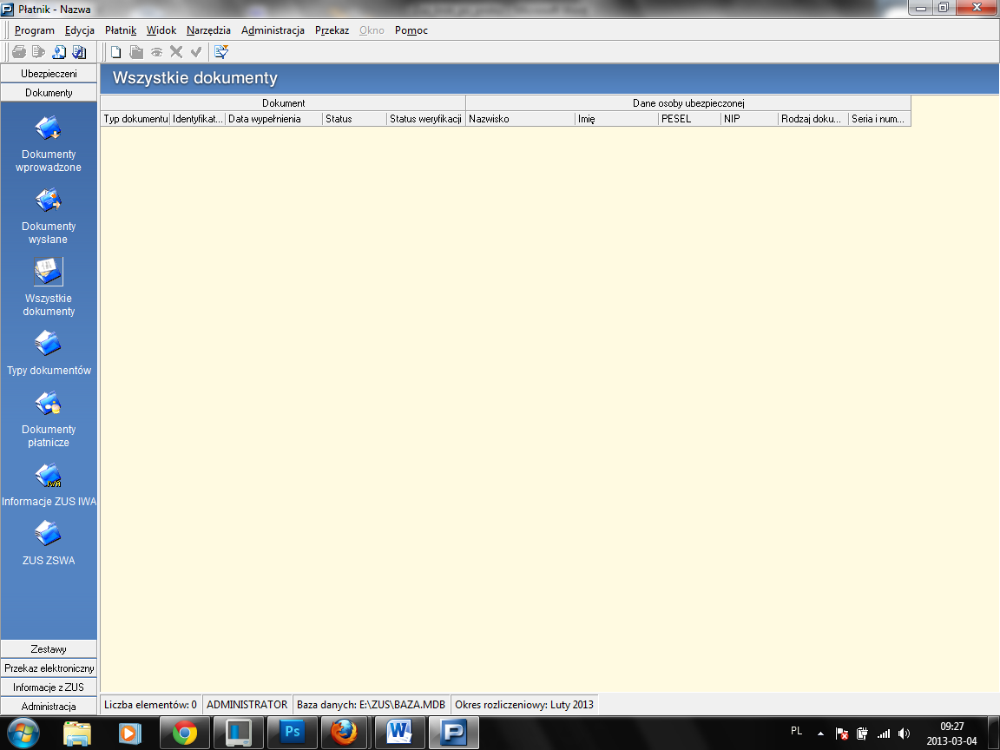 Płatnik - Nazwa
Program Edycja Płatnik Widok Narzędzia Administracja Przekaz Okno Pomoc
Ubezpieczeni
Dokumenty
Dokumenty
wprowadzone
Dokumenty
wysłane
Wszystkie
dokumenty
Typy dokumentów
Dokumenty
płatnicze
IWA
Informacje ZUS IWA
ZUS ZSWA
Zestawy
Przekaz elektroniczny
Informacje z ZUS
Administracja
Wszystkie dokumenty
Dokument Dane osoby ubezpieczonej
Typ dokumentu Identyfikat... Data wypełnienia Status Status weryfikacji Nazwisko Imię PESEL NIP Rodzaj doku... Seria i num...
Liczba elementów: 0 ADMINISTRATOR Baza danych: E:\ZUS\BAZA.MDB Okres rozliczeniowy: Luty 2013
Ps W P PL 09:27
2013-03-04